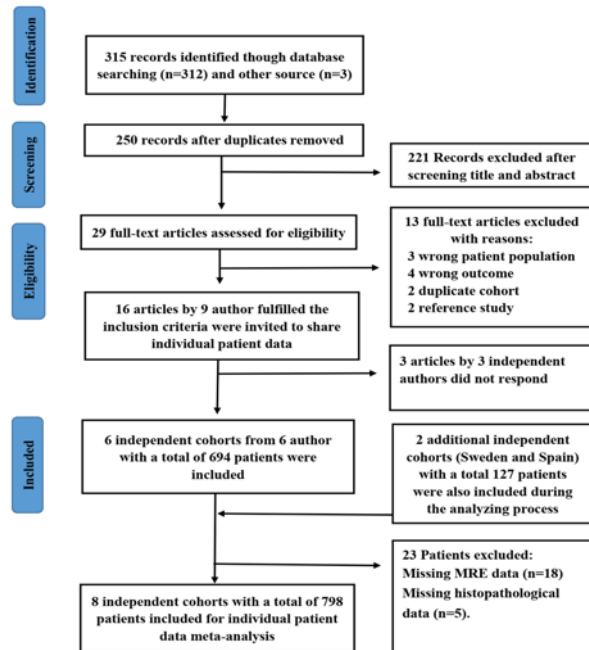 Identification
315 records identified though database
searching (n=312) and other source (n=3)
Screening
250 records after duplicates removed
221 Records excluded after
screening title and abstract
Eligibility
29 full-text articles assessed for eligibility
13 full-text articles excluded
with reasons:
3 wrong patient population
4 wrong outcome
2 duplicate cohort
2 reference study
16 articles by 9 author fulfilled the
inclusion criteria were invited to share
individual patient data
3 articles by 3 independent
authors did not respond
Included
6 independent cohorts from 6 author
with a total of 694 patients were
included
2 additional independent
cohorts (Sweden and Spain)
with a total 127 patients
were also included during
the analyzing process
23 Patients excluded:
Missing MRE data (n=18)
Missing histopathological
data (n=5).
8 independent cohorts with a total of 798
patients included for individual patient
data meta-analysis